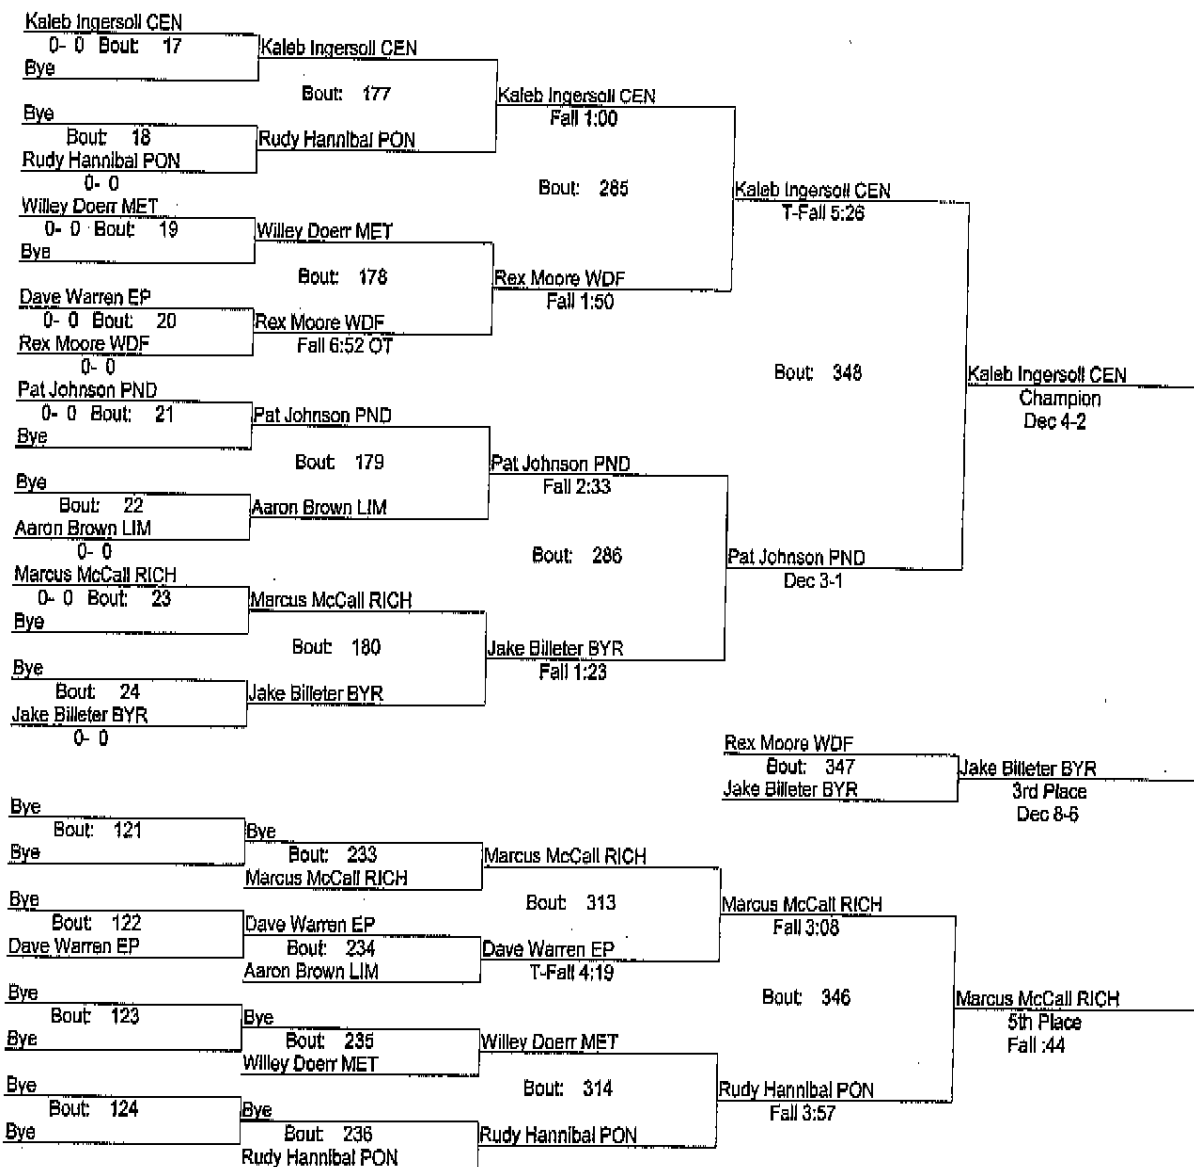 Kaleb Ingersoll CEN
0- 0 Bout: 17
Bye
Kaleb Ingersoll CEN
Bout: 177
Bye
Bout: 18
Rudy Hannibal PON
0- 0
Rudy Hannibal PON
Kaleb Ingersoll CEN
Fall 1:00
Bout: 285
Willey Doerr MET
0- 0 Bout: 19
Bye
Willey Doerr MET
Bout: 178
Dave Warren EP
0- 0 Bout: 20
Rex Moore WDF
0- 0
Rex Moore WDF
Fall 6:52 OT
Rex Moore WDF
Fall 1:50
Kaleb Ingersoll CEN
T-Fall 5:26
Bout: 348
Pat Johnson PND
0- 0 Bout: 21
Bye
Pat Johnson PND
Bout: 179
Bye
Bout: 22
Aaron Brown LIM
0- 0
Aaron Brown LIM
Pat Johnson PND
Fall 2:33
Bout: 286
Marcus McCall RICH
0- 0 Bout: 23
Bye
Marcus McCall RICH
Bout: 180
Bye
Bout: 24
Jake Billeter BYR
0- 0
Jake Billeter BYR
Jake Billeter BYR
Fall 1:23
Pat Johnson PND
Dec 3-1
Kaleb Ingersoll CEN
Champion
Dec 4-2
Rex Moore WDF
Bout: 347
Jake Billeter BYR
Jake Billeter BYR
3rd Place
Dec 8-6
Bye
Bout: 121
Bye
Bye
Bout: 233
Marcus McCall RICH
Marcus McCall RICH
Bout: 313
Bye
Bout: 122
Dave Warren EP
Dave Warren EP
Bout: 234
Aaron Brown LIM
Dave Warren EP
T-Fall 4:19
Marcus McCall RICH
Fall 3:08
Bout: 346
Bye
Bout: 123
Bye
Bye
Bout: 235
Willey Doerr MET
Willey Doerr MET
Bout: 314
Bye
Bout: 124
Bye
Bye
Bout: 236
Rudy Hannibal PON
Rudy Hannibal PON
Rudy Hannibal PON
Fall 3:57
Marcus McCall RICH
5th Place
Fall :44